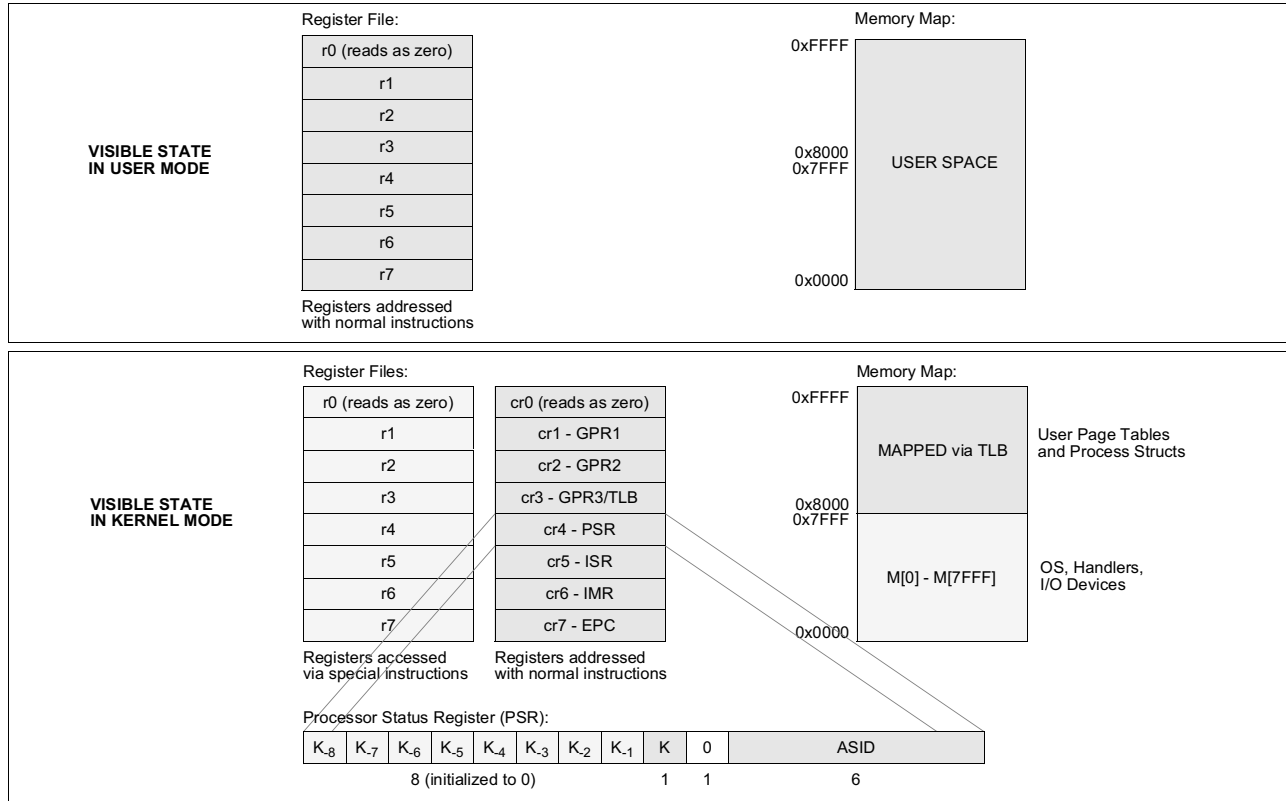 Register File:
Memory Map:
r0 (reads as zero)
r1
r2
r3
r4
r5
r6
r7
Registers addressed
with normal instructions
VISIBLE STATE
IN USER MODE
0xFFFF
0x8000
0x7FFF
0x0000
USER SPACE
Register Files:
Memory Map:
r0 (reads as zero)
r1
r2
r3
r4
r5
r6
r7
Registers accessed
via special instructions
cr0 (reads as zero)
cr1 - GPR1
cr2 - GPR2
cr3 - GPR3/TLB
cr4 - PSR
cr5 - ISR
cr6 - IMR
cr7 - EPC
Registers addressed
with normal instructions
VISIBLE STATE
IN KERNEL MODE
0xFFFF
0x8000
0x7FFF
0x0000
MAPPED via TLB
M[0] - M[7FFF]
User Page Tables
and Process Structs
OS, Handlers,
I/O Devices
Processor Status Register (PSR):
K-8 K-7 K-6 K-5 K-4 K-3 K-2 K-1 K 0 ASID
8 (initialized to 0) 1 1 6